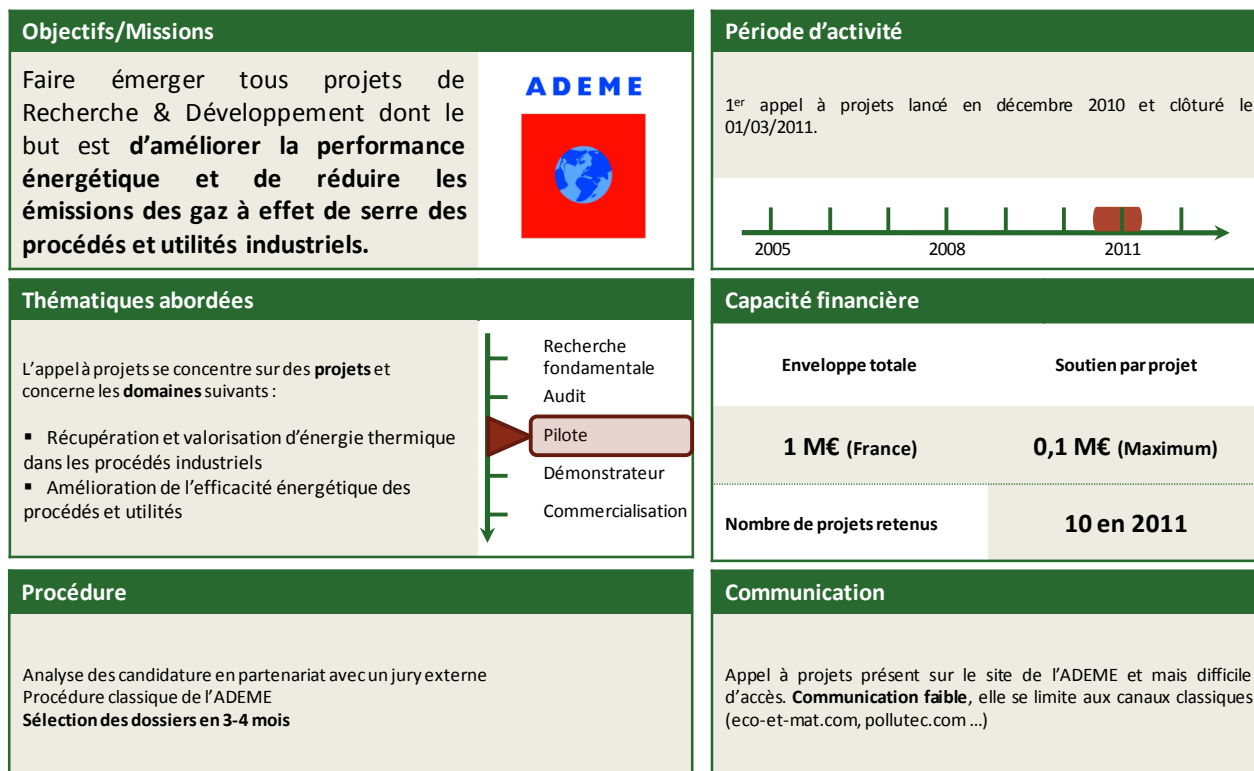 Objectifs/Missions
Faire émerger tous projets de
Recherche & Développement dont le
but est d’améliorer la performance
énergétique et de réduire les
émissions des gaz à effet de serre des
procédés et utilités industriels.
ADEME
Période d’activité
1er appel à projets lancé en décembre 2010 et clôturé le
01/03/2011.
2005 2008 2011
Thématiques abordées
L’appel à projets se concentre sur des projets et
concerne les domaines suivants :
▪ Récupération et valorisation d’énergie thermique
dans les procédés industriels
▪ Amélioration de l’efficacité énergétique des
procédés et utilités
Recherche
fondamentale
Audit
Pilote
Démonstrateur
Commercialisation
Capacité financière
Enveloppe totale Soutien par projet
1 M€ (France) 0,1 M€ (Maximum)
Nombre de projets retenus 10 en 2011
Procédure
Analyse des candidature en partenariat avec un jury externe
Procédure classique de l’ADEME
Sélection des dossiers en 3-4 mois
Communication
Appel à projets présent sur le site de l’ADEME et mais difficile
d’accès. Communication faible, elle se limite aux canaux classiques
(eco-et-mat.com, pollutec.com ...)